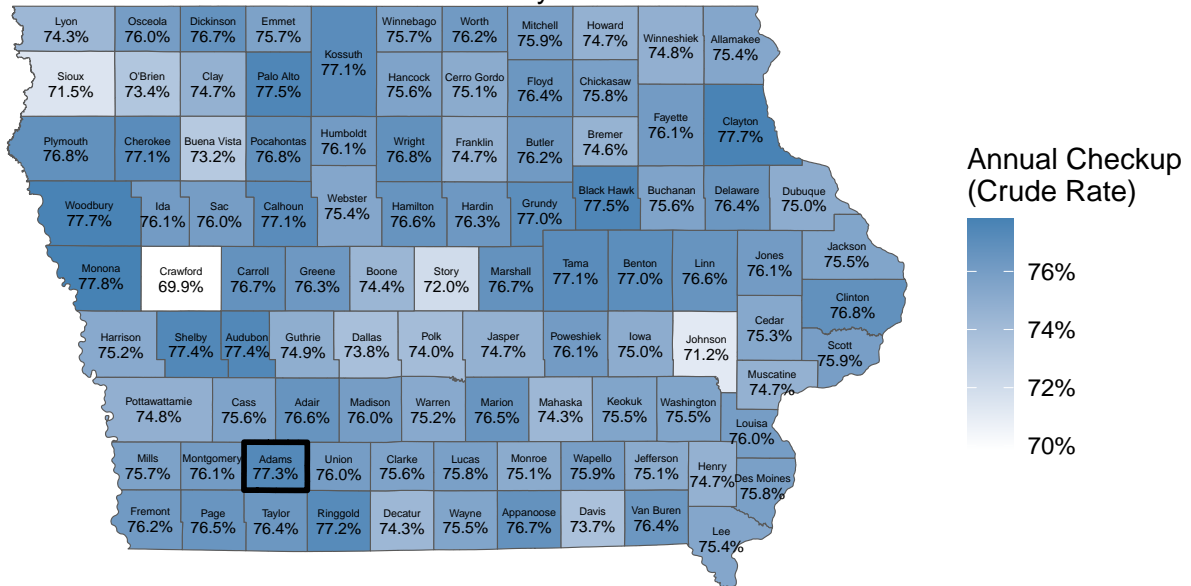 Lyon
74.3%
Osceola
76.0%
Dickinson
76.7%
Emmet
75.7%
Kossuth
77.1%
Winnebago
75.7%
Worth
76.2%
Mitchell
75.9%
Howard
74.7%
Winneshiek
74.8%
Allamakee
75.4%
Sioux
71.5%
O'Brien
73.4%
Clay
74.7%
Palo Alto
77.5%
Hancock
75.6%
Cerro Gordo
75.1%
Floyd
76.4%
Chickasaw
75.8%
Fayette
76.1%
Clayton
77.7%
Plymouth
76.8%
Cherokee
77.1%
Buena Vista
73.2%
Pocahontas
76.8%
Humboldt
76.1%
Wright
76.8%
Franklin
74.7%
Butler
76.2%
Bremer
74.6%
Woodbury
77.7%
Ida
76.1%
Sac
76.0%
Calhoun
77.1%
Webster
75.4%
Hamilton
76.6%
Hardin
76.3%
Grundy
77.0%
Black Hawk
77.5%
Buchanan
75.6%
Delaware
76.4%
Dubuque
75.0%
Monona
77.8%
Crawford
69.9%
Carroll
76.7%
Greene
76.3%
Boone
74.4%
Story
72.0%
Marshall
76.7%
Tama
77.1%
Benton
77.0%
Linn
76.6%
Jones
76.1%
Jackson
75.5%
Clinton
76.8%
Harrison
75.2%
Shelby
77.4%
Audubon
77.4%
Guthrie
74.9%
Dallas
73.8%
Polk
74.0%
Jasper
74.7%
Poweshiek
76.1%
Iowa
75.0%
Johnson
71.2%
Cedar
75.3%
Scott
75.9%
Muscatine
74.7%
Pottawattamie
74.8%
Cass
75.6%
Adair
76.6%
Madison
76.0%
Warren
75.2%
Marion
76.5%
Mahaska
74.3%
Keokuk
75.5%
Washington
75.5%
Louisa
76.0%
Mills
75.7%
Montgomery
76.1%
Adams
77.3%
Union
76.0%
Clarke
75.6%
Lucas
75.8%
Monroe
75.1%
Wapello
75.9%
Jefferson
75.1%
Henry
74.7%
Des Moines
75.8%
Fremont
76.2%
Page
76.5%
Taylor
76.4%
Ringgold
77.2%
Decatur
74.3%
Wayne
75.5%
Appanoose
76.7%
Davis
73.7%
Van Buren
76.4%
Lee
75.4%
Annual Checkup
(Crude Rate)
76%
74%
72%
70%